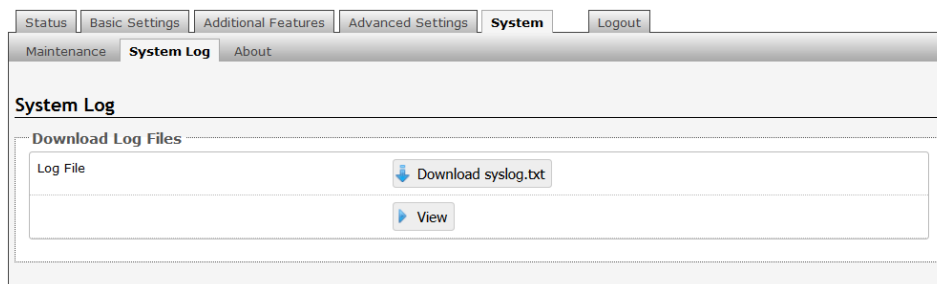 Status Basic Settings Additional Features Advanced Settings System Logout
Maintenance System Log About
System Log
Download Log Files
Log File Download syslog.txt
View